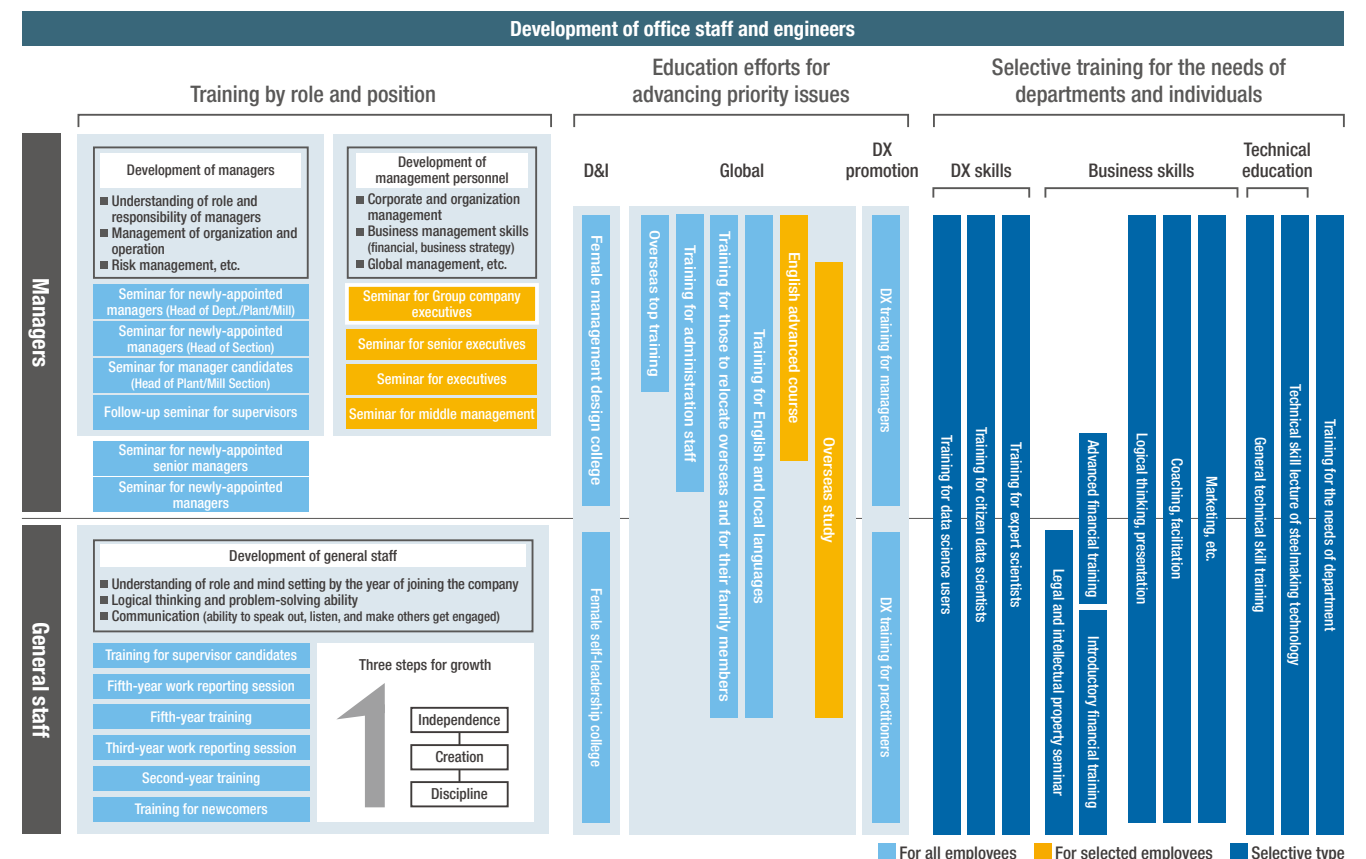 Development of office staff and engineers
Training by role and position
Education efforts for
advancing priority issues
Selective training for the needs of
departments and individuals
Managers
Development of managers
■ Understanding of role and
responsibility of managers
■ Management of organization and
operation
■ Risk management, etc.
Seminar for newly-appointed
managers (Head of Dept./Plant/Mill)
Seminar for newly-appointed
managers (Head of Section)
Seminar for manager candidates
(Head of Plant/Mill Section)
Follow-up seminar for supervisors
Seminar for newly-appointed
senior managers
Seminar for newly-appointed
managers
Development of
management personnel
■ Corporate and organization
management
■ Business management skills
(financial, business strategy)
■ Global management, etc.
Seminar for Group company
executives
Seminar for senior executives
Seminar for executives
Seminar for middle management
General staff
Development of general staff
■ Understanding of role and mind setting by the year of joining the company
■ Logical thinking and problem-solving ability
■ Communication (ability to speak out, listen, and make others get engaged)
Training for supervisor candidates
Fifth-year work reporting session
Fifth-year training
Third-year work reporting session
Second-year training
Training for newcomers
Three steps for growth
Independence
Creation
Discipline
D&I
Female management design college
Female self-leadership college
Global
Overseas top training
Training for administration staff
Training for those to relocate overseas and for their family members
Training for English and local languages
English advanced course
Overseas study
DX
promotion
DX training for managers
DX training for practitioners
DX skills
Training for data science users
Training for citizen data scientists
Training for expert scientists
Business skills
Legal and intellectual property seminar
Advanced financial training
Introductory financial training
Logical thinking, presentation
Coaching, facilitation
Marketing, etc.
Technical
education
General technical skill training
Technical skill lecture of steelmaking technology
Training for the needs of department
For all employees
For selected employees
Selective type